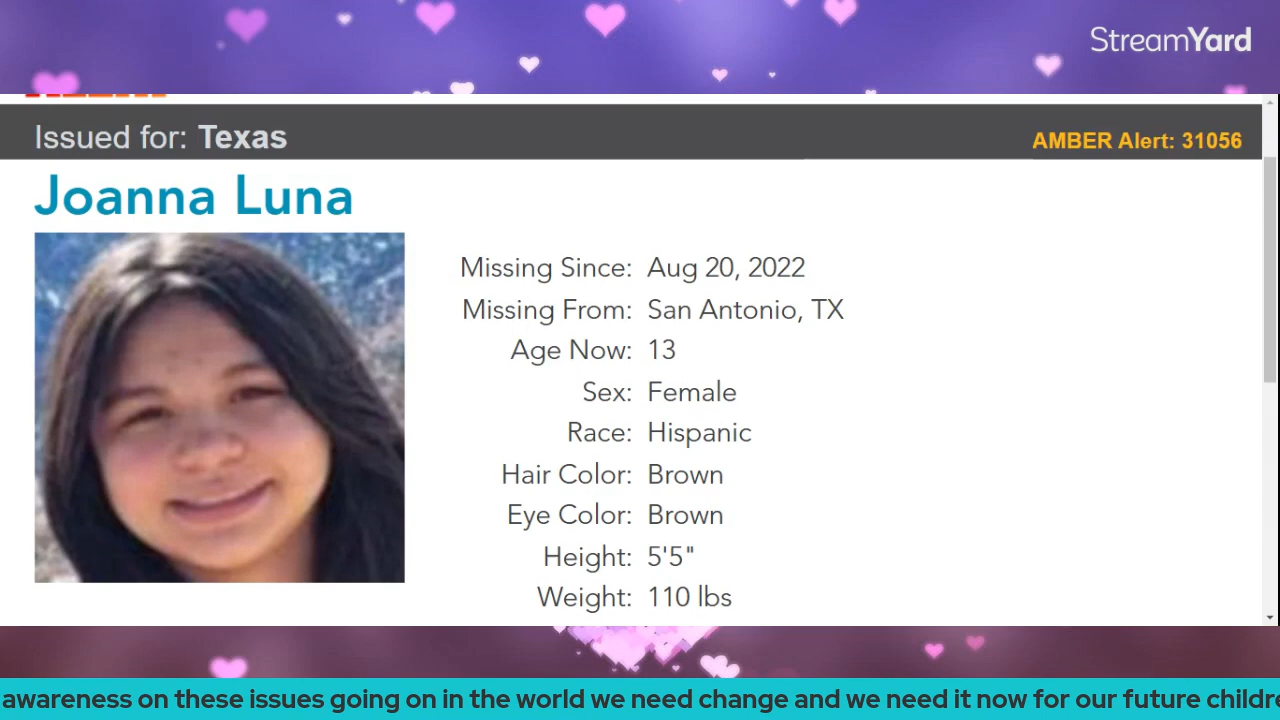 StreamYard
Issued for: Texas
AMBER Alert: 31056
Joanna Luna
Missing Since: Aug 20, 2022
Missing From: San Antonio, TX
Age Now: 13
Sex: Female
Race: Hispanic
Hair Color: Brown
Eye Color: Brown
Height: 5'5"
Weight: 110 lbs
awareness on these issues going on in the world we need change and we need it now for our future childre